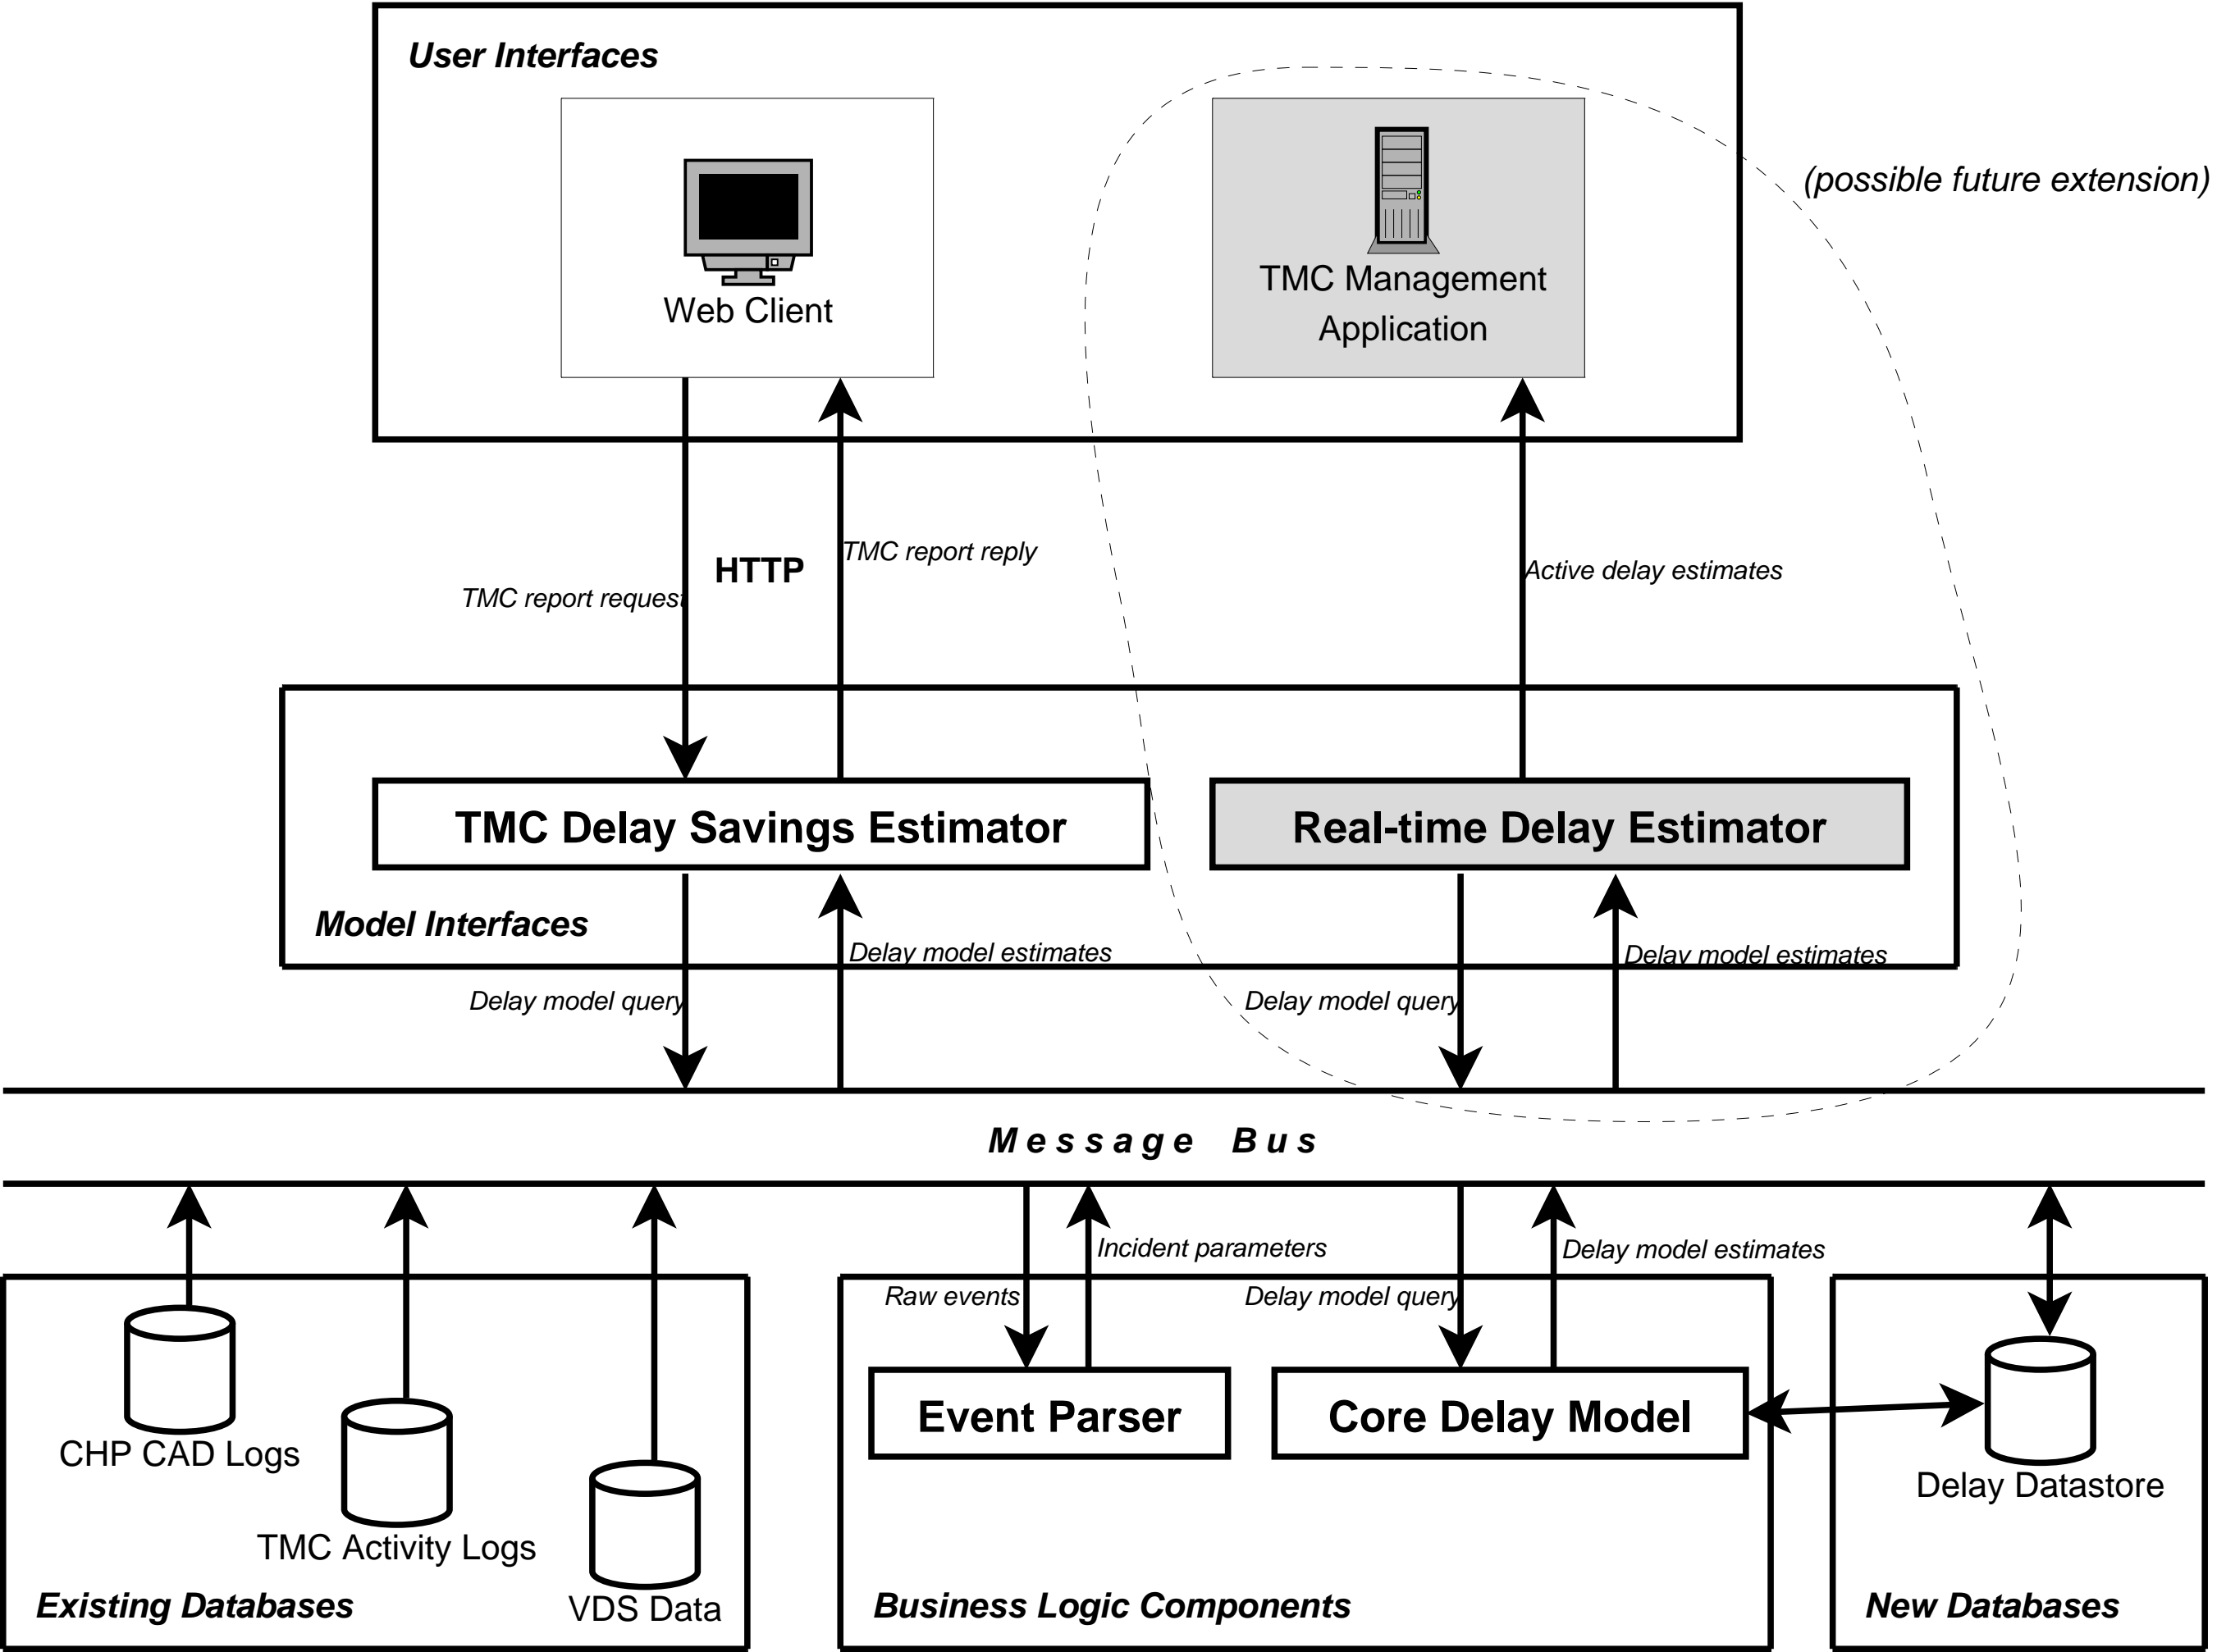 User Interfaces
(possible future extension)
Web Client
TMC Management
Application
HTTP
TMC report reply
TMC report request
Active delay estimates
TMC Delay Savings Estimator
Real-time Delay Estimator
Model Interfaces
Delay model estimates
Delay model estimates
Delay model query
Delay model query
Message Bus
Incident parameters
Delay model estimates
Raw events
Delay model query
Event Parser
Core Delay Model
CHP CAD Logs
Delay Datastore
TMC Activity Logs
VDS Data
Existing Databases
Business Logic Components
New Databases